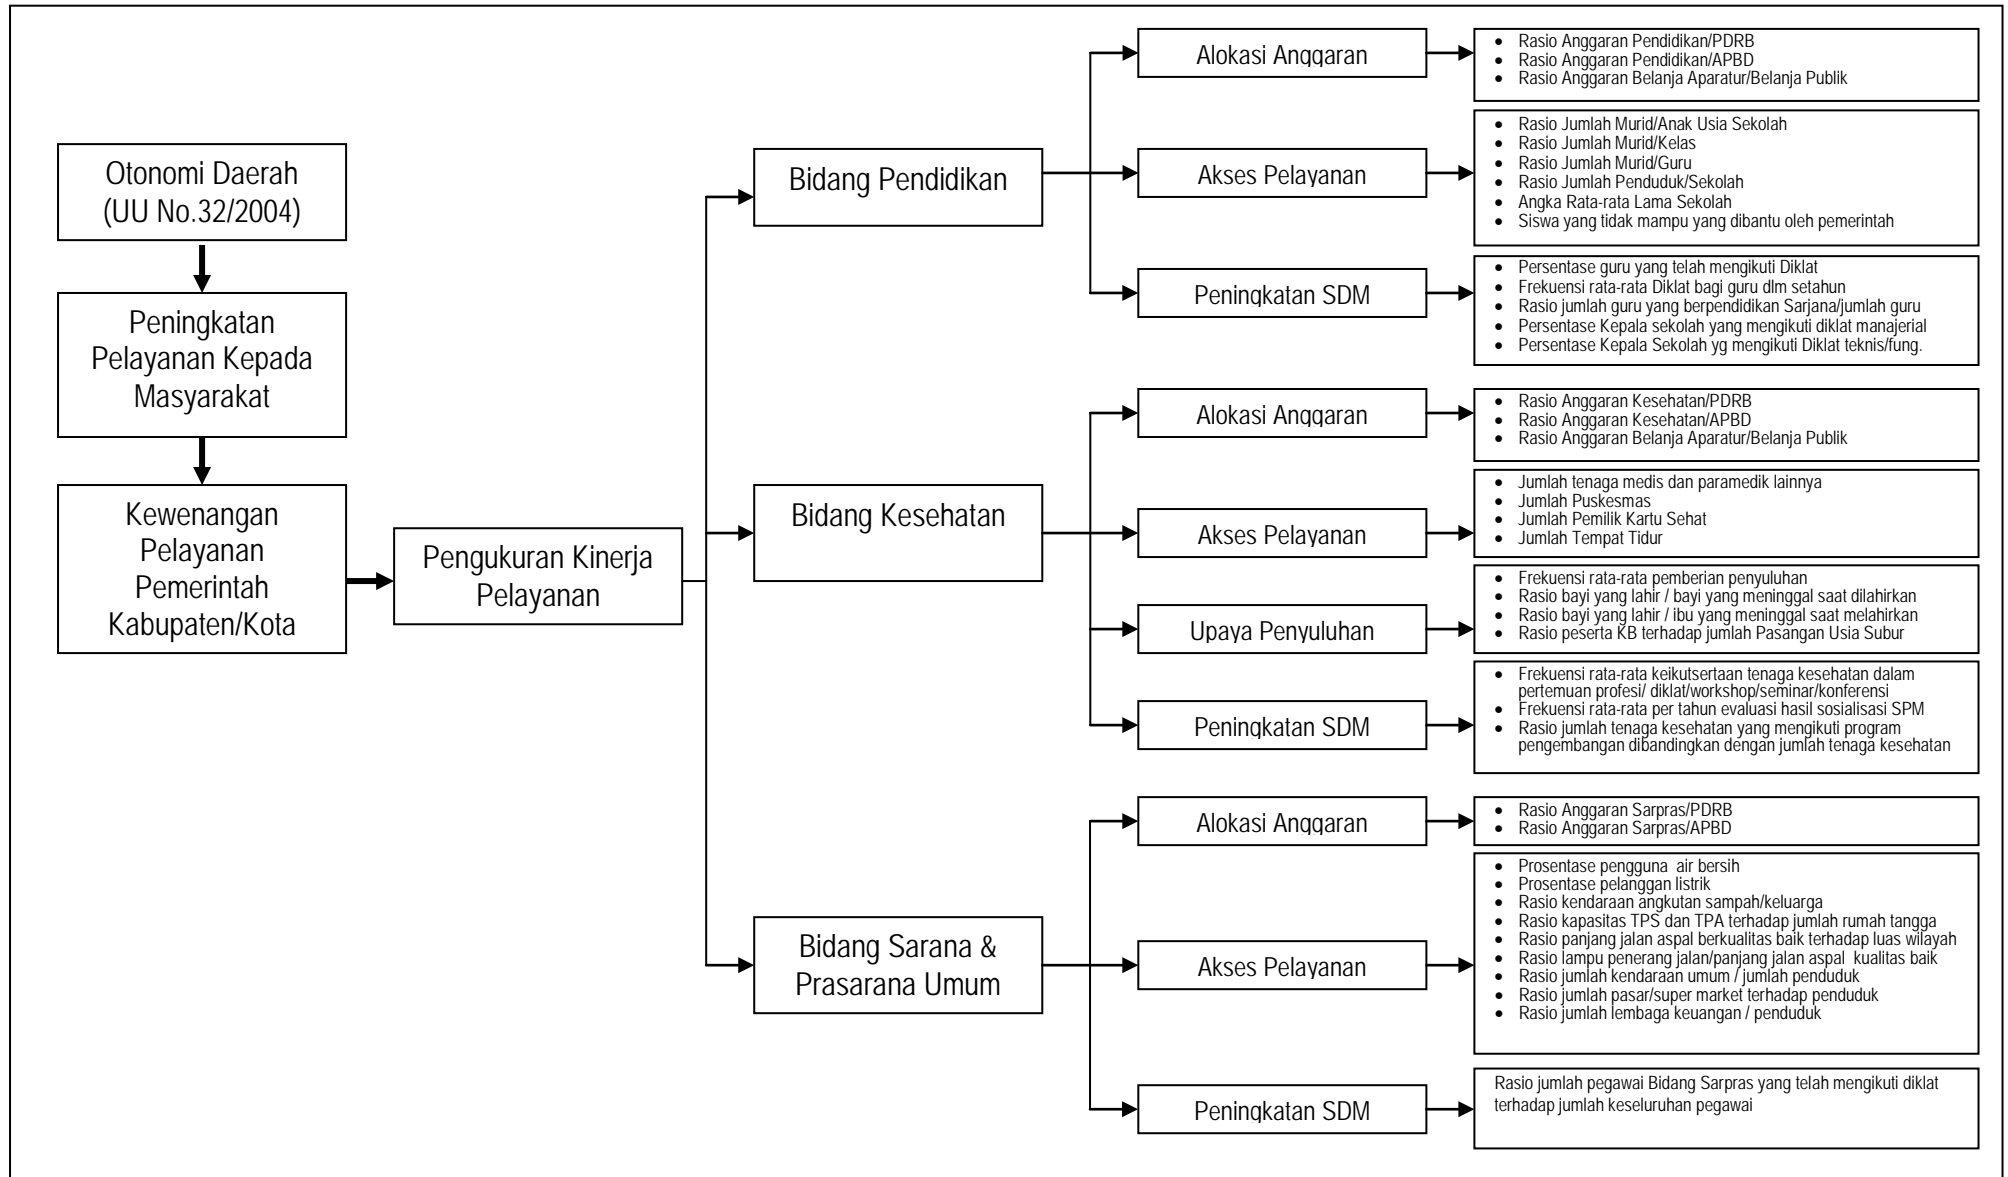 Otonomi Daerah
(UU No.32/2004)
Peningkatan
Pelayanan Kepada
Masyarakat
Kewenangan
Pelayanan
Pemerintah
Kabupaten/Kota
Pengukuran Kinerja
Pelayanan
Bidang Pendidikan
Alokasi Anggaran
• Rasio Anggaran Pendidikan/PDRB
• Rasio Anggaran Pendidikan/APBD
• Rasio Anggaran Belanja Aparatur/Belanja Publik
Akses Pelayanan
• Rasio Jumlah Murid/Anak Usia Sekolah
• Rasio Jumlah Murid/Kelas
• Rasio Jumlah Murid/Guru
• Rasio Jumlah Penduduk/Sekolah
• Angka Rata-rata Lama Sekolah
• Siswa yang tidak mampu yang dibantu oleh pemerintah
Peningkatan SDM
• Persentase guru yang telah mengikuti Diklat
• Frekuensi rata-rata Diklat bagi guru dlm setahun
• Rasio jumlah guru yang berpendidikan Sarjana/jumlah guru
• Persentase Kepala sekolah yang mengikuti diklat manajerial
• Persentase Kepala Sekolah yg mengikuti Diklat teknis/fung.
Bidang Kesehatan
Alokasi Anggaran
• Rasio Anggaran Kesehatan/PDRB
• Rasio Anggaran Kesehatan/APBD
• Rasio Anggaran Belanja Aparatur/Belanja Publik
Akses Pelayanan
• Jumlah tenaga medis dan paramedik lainnya
• Jumlah Puskesmas
• Jumlah Pemilik Kartu Sehat
• Jumlah Tempat Tidur
Upaya Penyuluhan
• Frekuensi rata-rata pemberian penyuluhan
• Rasio bayi yang lahir / bayi yang meninggal saat dilahirkan
• Rasio bayi yang lahir / ibu yang meninggal saat melahirkan
• Rasio peserta KB terhadap jumlah Pasangan Usia Subur
Peningkatan SDM
• Frekuensi rata-rata keikutsertaan tenaga kesehatan dalam
pertemuan profesi/ diklat/workshop/seminar/konferensi
• Frekuensi rata-rata per tahun evaluasi hasil sosialisasi SPM
• Rasio jumlah tenaga kesehatan yang mengikuti program
pengembangan dibandingkan dengan jumlah tenaga kesehatan
Bidang Sarana &
Prasarana Umum
Alokasi Anggaran
• Rasio Anggaran Sarpras/PDRB
• Rasio Anggaran Sarpras/APBD
Akses Pelayanan
• Prosentase pengguna  air bersih
• Prosentase pelanggan listrik
• Rasio kendaraan angkutan sampah/keluarga
• Rasio kapasitas TPS dan TPA terhadap jumlah rumah tangga
• Rasio panjang jalan aspal berkualitas baik terhadap luas wilayah
• Rasio lampu penerang jalan/panjang jalan aspal  kualitas baik
• Rasio jumlah kendaraan umum / jumlah penduduk
• Rasio jumlah pasar/super market terhadap penduduk
• Rasio jumlah lembaga keuangan / penduduk
Peningkatan SDM
Rasio jumlah pegawai Bidang Sarpras yang telah mengikuti diklat
terhadap jumlah keseluruhan pegawai